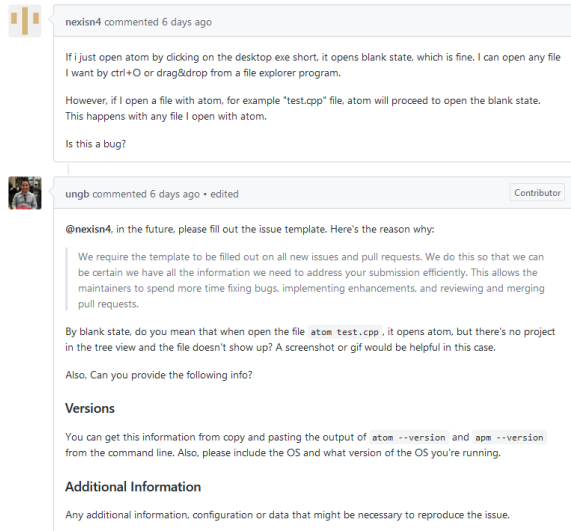 nexisn4 commented 6 days ago
If i just open atom by clicking on the desktop exe short, it opens blank state, which is fine. I can open any file
I want by ctrl+O or drag&drop from a file explorer program.
However, if I open a file with atom, for example "test.cpp" file, atom will proceed to open the blank state.
This happens with any file I open with atom.
Is this a bug?
ungb commented 6 days ago • edited
Contributor
@nexisn4, in the future, please fill out the issue template. Here's the reason why:
We require the template to be filled out on all new issues and pull requests. We do this so that we can
be certain we have all the information we need to address your submission efficiently. This allows the
maintainers to spend more time fixing bugs, implementing enhancements, and reviewing and merging
pull requests.
By blank state, do you mean that when open the file atom test.cpp, it opens atom, but there's no project
in the tree view and the file doesn't show up? A screenshot or gif would be helpful in this case.
Also, Can you provide the following info?
Versions
You can get this information from copy and pasting the output of atom --version and apm --version
from the command line. Also, please include the OS and what version of the OS you're running.
Additional Information
Any additional information, configuration or data that might be necessary to reproduce the issue.